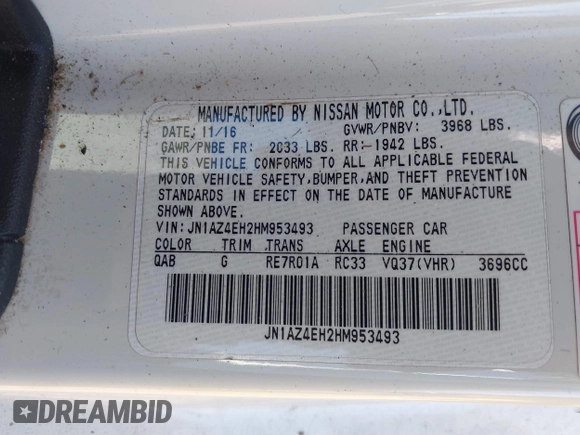 MANUFACTURED BY NISSAN MOTOR CO.,LTD.
DATE: 11/16 GVWR/PNBV: 3968 LBS.
GAWR/PNBE FR: 2033 LBS. RR: 1942 LBS.
THIS VEHICLE CONFORMS TO ALL APPLICABLE FEDERAL
MOTOR VEHICLE SAFETY,BUMPER,AND THEFT PREVENTION
STANDARDS IN EFFECT ON THE DATE OF MANUFACTURE
SHOWN ABOVE.
VIN:JN1AZ4EH2HM953493 PASSENGER CAR
COLOR TRIM TRANS AXLE ENGINE
QAB G RE7R01A RC33 VQ37(VHR) 3696CC
JN1AZ4EH2HM953493
DREAMBID